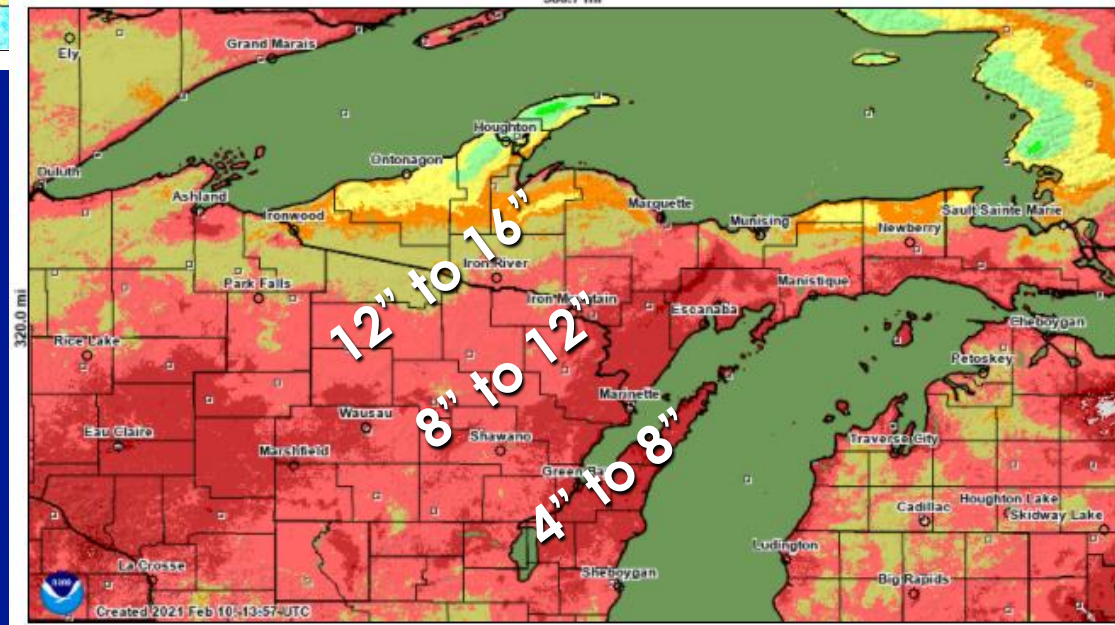 320.0 mi
Ely
Grand Marais
Houghton
Ontonagon
Duluth
Ashland
Ironwood
Marquette
Munising
Sault Sainte Marie
Newberry
12” to 16”
Iron River
Park Falls
Iron Mountain
Escanaba
Manistique
Cheboygan
Rice Lake
Petoskey
8” to 12”
Marinette
Wausau
Eau Claire
Marshfield
Shawano
Traverse City
Green Ba
4” to 8”
Cadillac
Houghton Lake
Skidway Lake
Ludington
La Crosse
Sheboygan
Big Rapids
Created 2021 Feb 10, 13:57 UTC